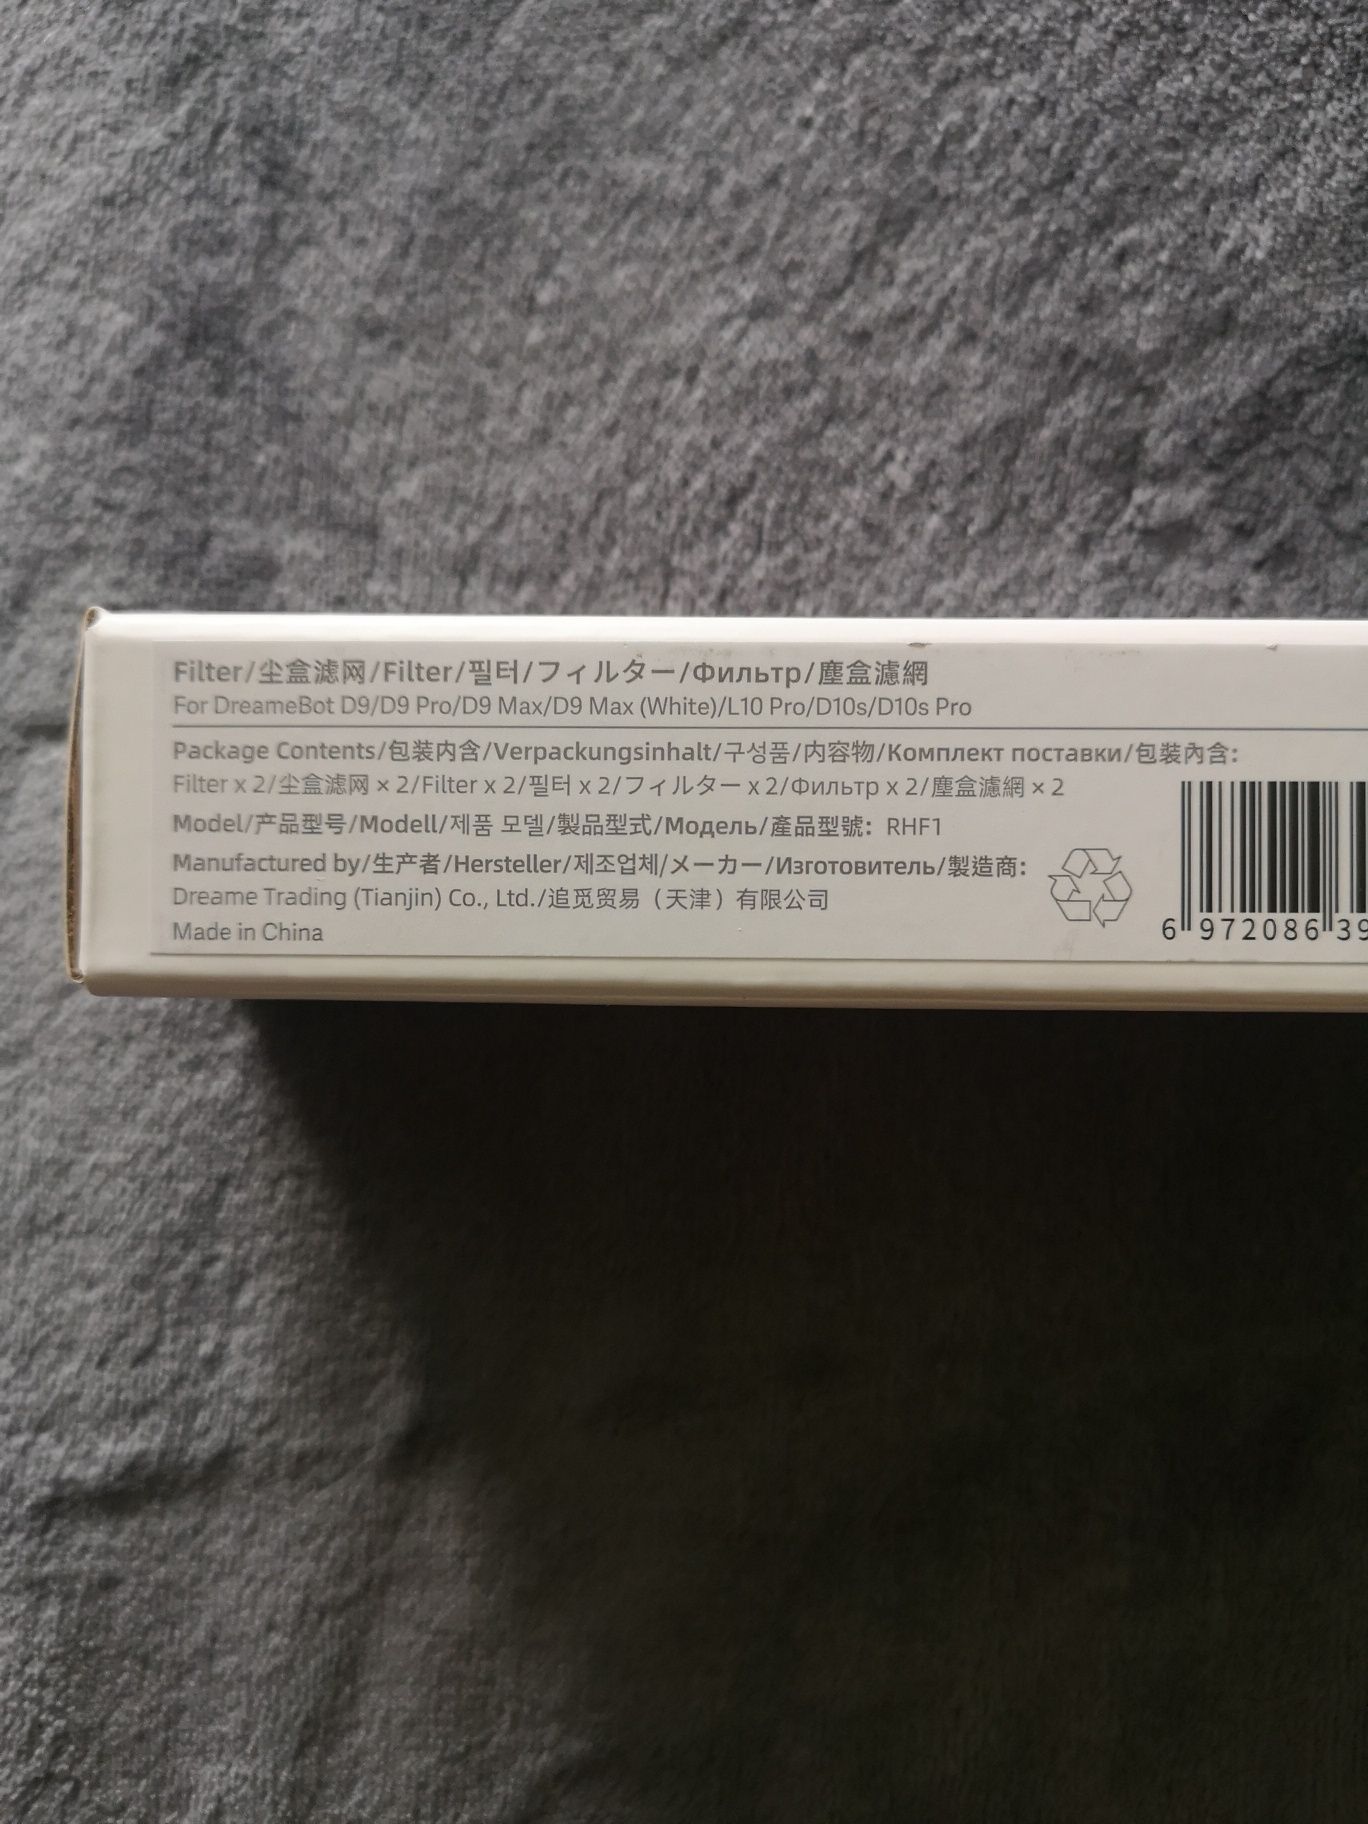 Filter/尘盒滤网/Filter/필터/フィルター/Фильтр/塵盒濾網
For DreameBot D9/D9 Pro/D9 Max/D9 Max (White)/L10 Pro/D10s/D10s Pro
Package Contents/包装内含/Verpackungsinhalt/구성품/内容物/Комплект поставки/包裝內含:
Filter x 2/尘盒滤网 × 2/Filter x 2/필터 x 2/フィルター x 2/Фильтр x 2/塵盒濾網 × 2
Model/产品型号/Modell/제품 모델/製品型式/Модель/產品型號: RHF1
Manufactured by/生产者/Hersteller/제조업체/メーカー/Изготовитель/製造商:
Dreame Trading (Tianjin) Co., Ltd./追觅贸易（天津）有限公司
Made in China
6 972086 39